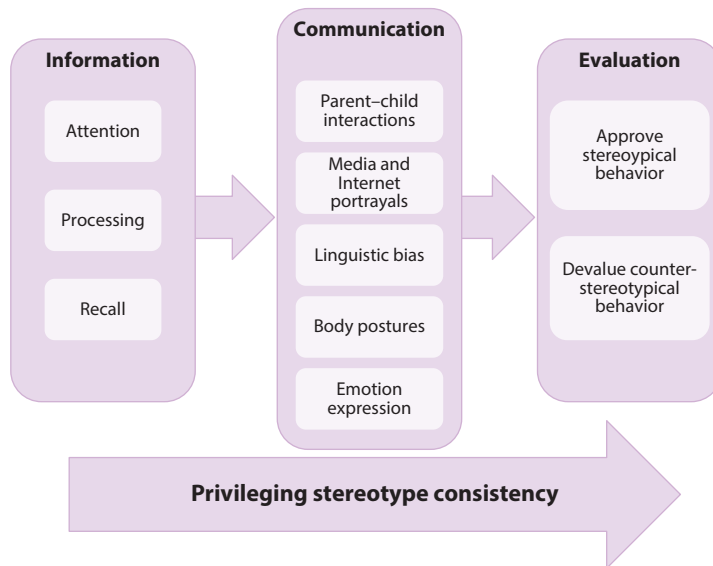 Information
Attention
Processing
Recall
Communication
Parent–child
interactions
Media and
Internet
portrayals
Linguistic bias
Body postures
Emotion
expression
Evaluation
Approve
stereoypical
behavior
Devalue counter-
stereotypical
behavior
Privileging stereotype consistency